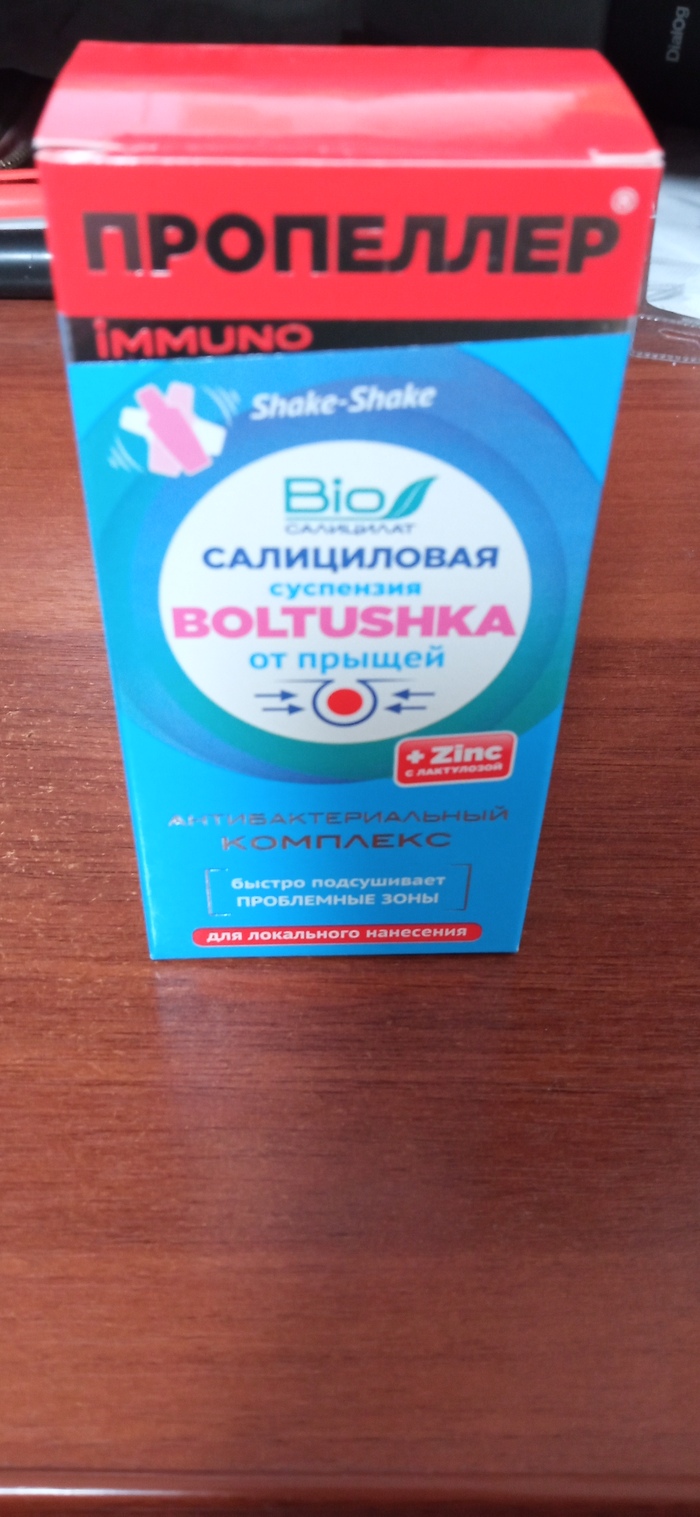 Dialog
ПРОПЕЛЛЕР®
iMMUNO
Shake-Shake
Bio
САЛИЦИЛАТ
САЛИЦИЛОВАЯ
суспензия
BOLTUSHKA
от прыщей
+ Zinc
С ЛАКТУЛОЗОЙ
АНТИБАКТЕРИАЛЬНЫЙ
КОМПЛЕКС
быстро подсушивает
ПРОБЛЕМНЫЕ ЗОНЫ
для локального нанесения